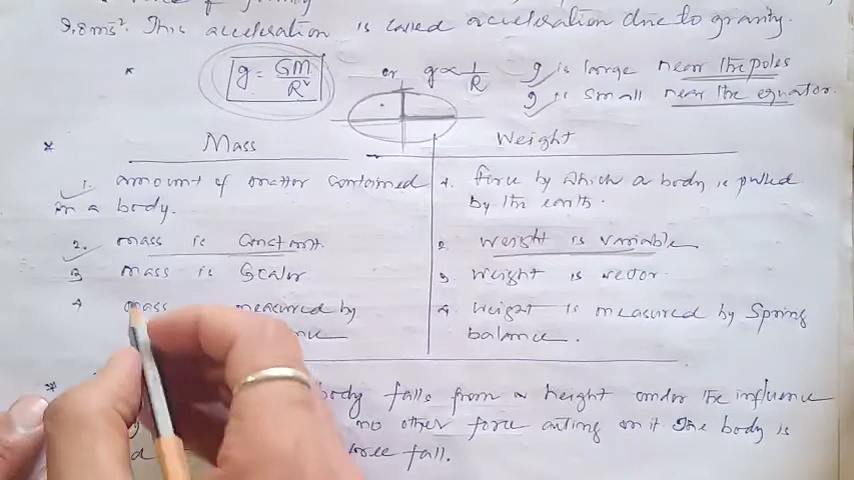 9.8ms². This acceleration is called acceleration due to gravity.
* g = GM/R² or g ∝ 1/R g is large near the poles
g is small near the equator.
* Mass Weight
1. amount of matter contained in a body.
1. force by which a body is pulled by the earth.
2. mass is Constant.
2. weight is variable
3 mass is Scalar
3. weight is vector.
4 mass measured by
4. weight is measured by Spring balance.
* body falls from a height under the influence
no other force acting on it the body is
free fall.